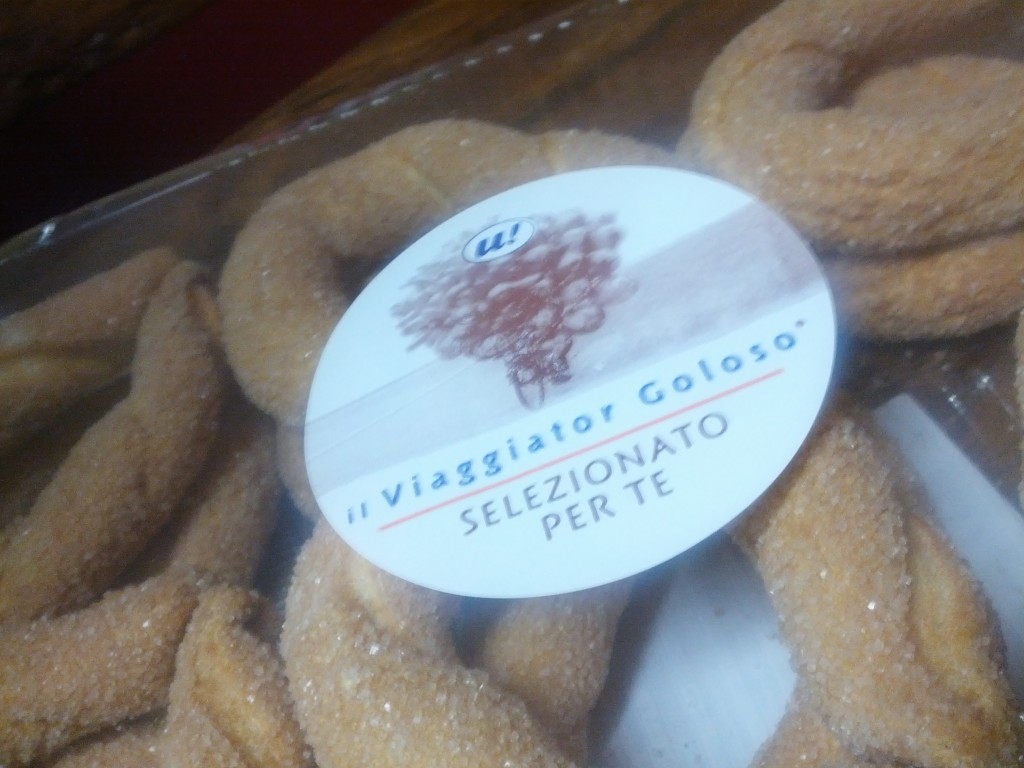 u!
il Viaggiator Goloso®
SELEZIONATO
PER TE